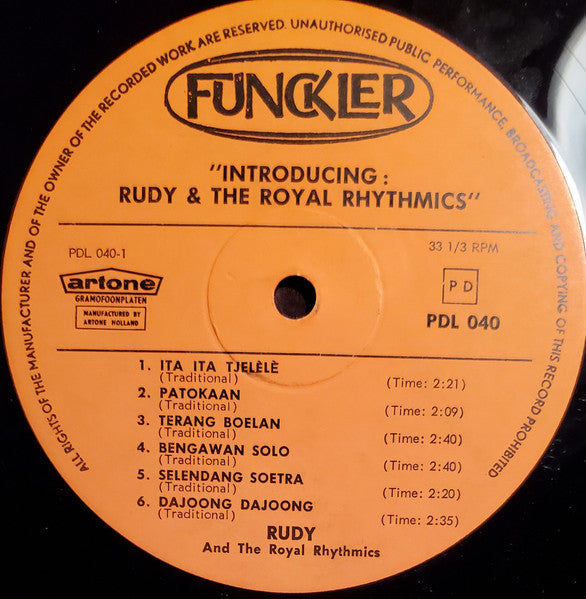 ALL RIGHTS OF THE MANUFACTURER AND OF THE OWNER OF THE RECORDED WORK ARE RESERVED. UNAUTHORISED PUBLIC PERFORMANCE, BROADCASTING AND COPYING OF THIS RECORD PROHIBITED
FUNCKLER
"INTRODUCING:
RUDY & THE ROYAL RHYTHMICS"
PDL 040-1
33 1/3 RPM
artone
GRAMOFOONPLATEN
MANUFACTURED BY
ARTONE HOLLAND
PD
PDL 040
1. ITA ITA TJELÈLÈ
(Traditional) (Time: 2:21)
2. PATOKAAN
(Traditional) (Time: 2:09)
3. TERANG BOELAN
(Traditional) (Time: 2:40)
4. BENGAWAN SOLO
(Traditional) (Time: 2:40)
5. SELENDANG SOETRA
(Traditional) (Time: 2:20)
6. DAJOONG DAJOONG
(Traditional) (Time: 2:35)
RUDY
And The Royal Rhythmics